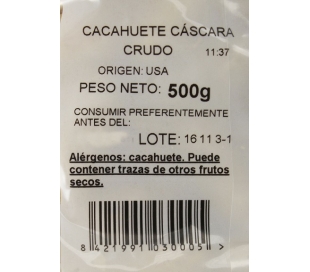 CACAHUETE CÁSCARA
CRUDO 11:37
ORIGEN: USA
PESO NETO: 500g
CONSUMIR PREFERENTEMENTE
ANTES DEL:
LOTE: 16 11 3-1
Alérgenos: cacahuete. Puede
contener trazas de otros frutos
secos.
8 421991 030005 >